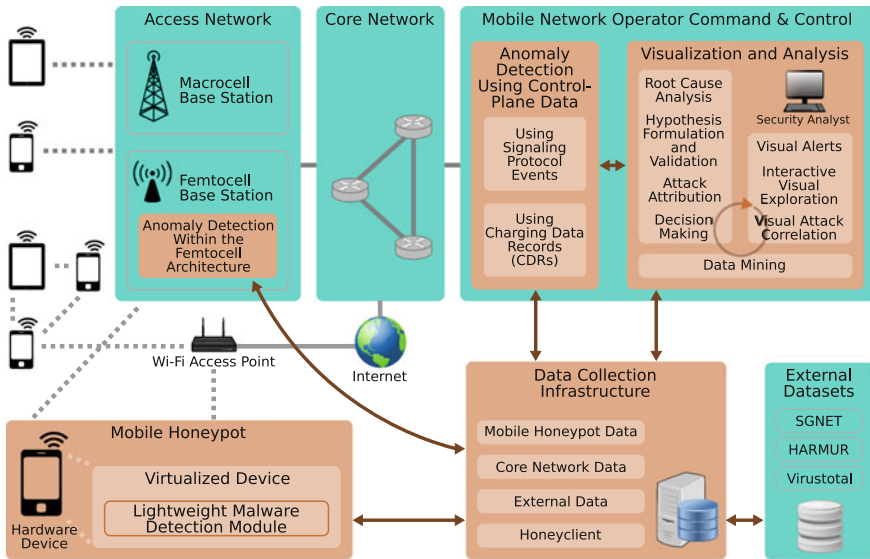 Access Network
Macrocell
Base Station
Femtocell
Base Station
Anomaly Detection
Within the
Femtocell
Architecture
Core Network
Mobile Network Operator Command & Control
Anomaly
Detection
Using Control-
Plane Data
Using
Signaling
Protocol
Events
Using
Charging Data
Records
(CDRs)
Visualization and Analysis
Root Cause
Analysis
Hypothesis
Formulation
and
Validation
Attack
Attribution
Decision
Making
Security Analyst
Visual Alerts
Interactive
Visual
Exploration
Visual Attack
Correlation
Data Mining
Wi-Fi Access Point
Internet
Mobile Honeypot
Hardware
Device
Virtualized Device
Lightweight Malware
Detection Module
Data Collection
Infrastructure
Mobile Honeypot Data
Core Network Data
External Data
Honeyclient
External
Datasets
SGNET
HARMUR
Virustotal